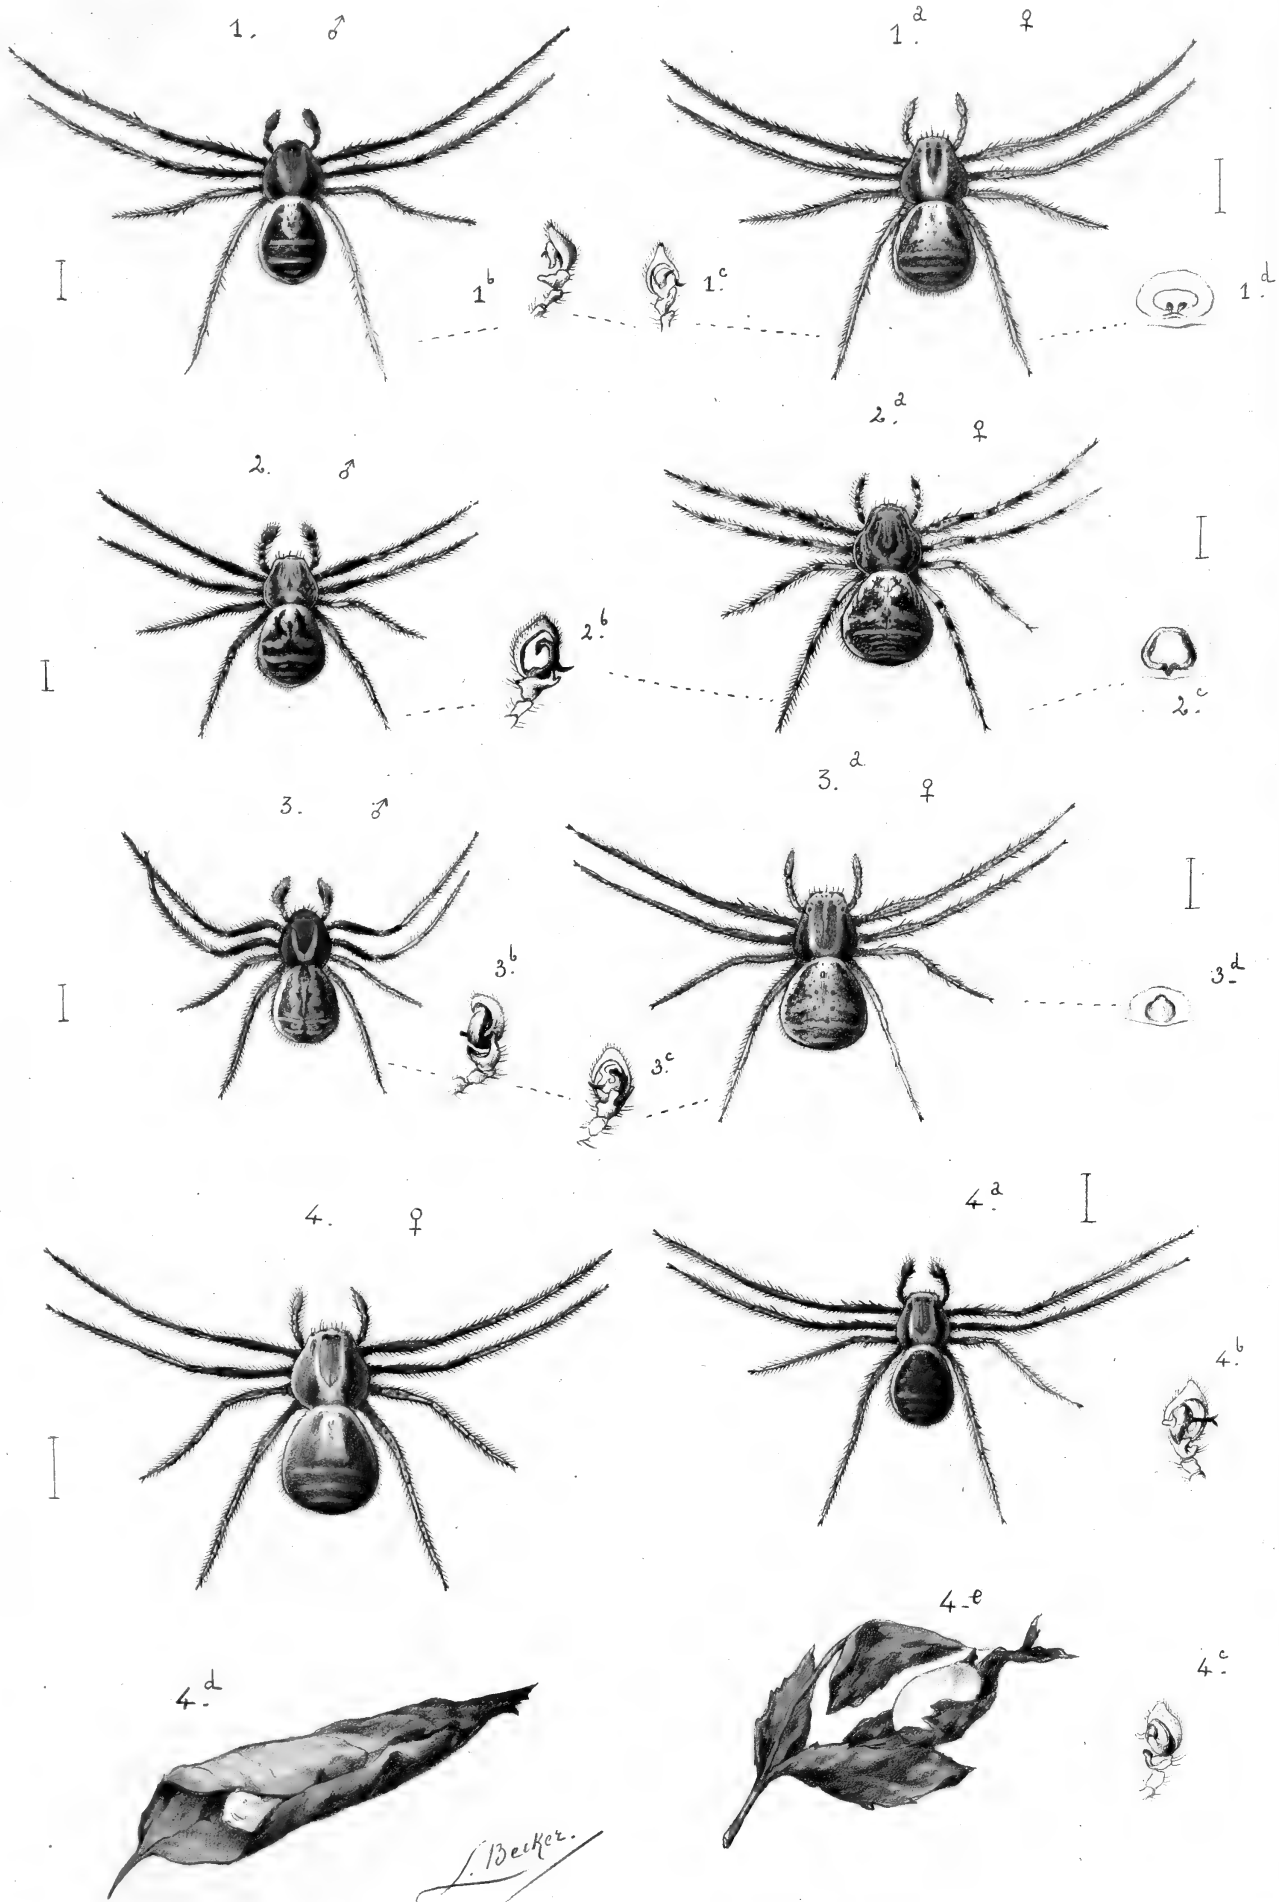 1. ♂
1.a ♀
1b
1.c
1.d
2. ♂
2.a ♀
2.b
2.c
3. ♂
3.a ♀
3.b
3.c
3.d
4. ♀
4.a
4.b
4.e
4.c
4.d
L. Becker.